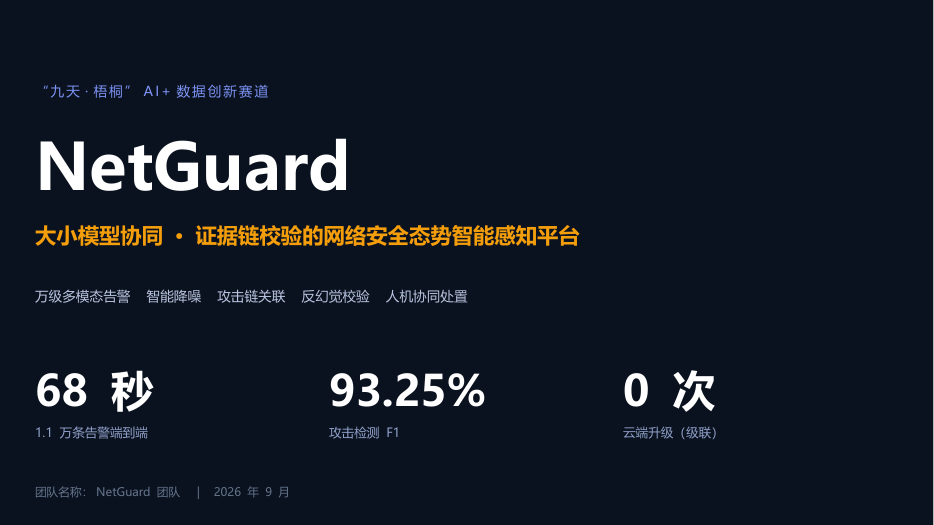 “九天·梧桐” AI+ 数据创新赛道
NetGuard
大小模型协同 · 证据链校验的网络安全态势智能感知平台
万级多模态告警 智能降噪 攻击链关联 反幻觉校验 人机协同处置
68 秒 93.25% 0 次
1.1 万条告警端到端 攻击检测 F1 云端升级（级联）
团队名称： NetGuard 团队 | 2026 年 9 月